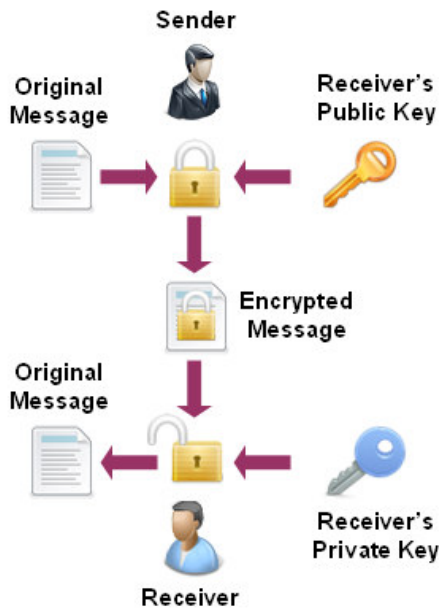 Sender
Original
Message
Receiver's
Public Key
Encrypted
Message
Original
Message
Receiver's
Private Key
Receiver